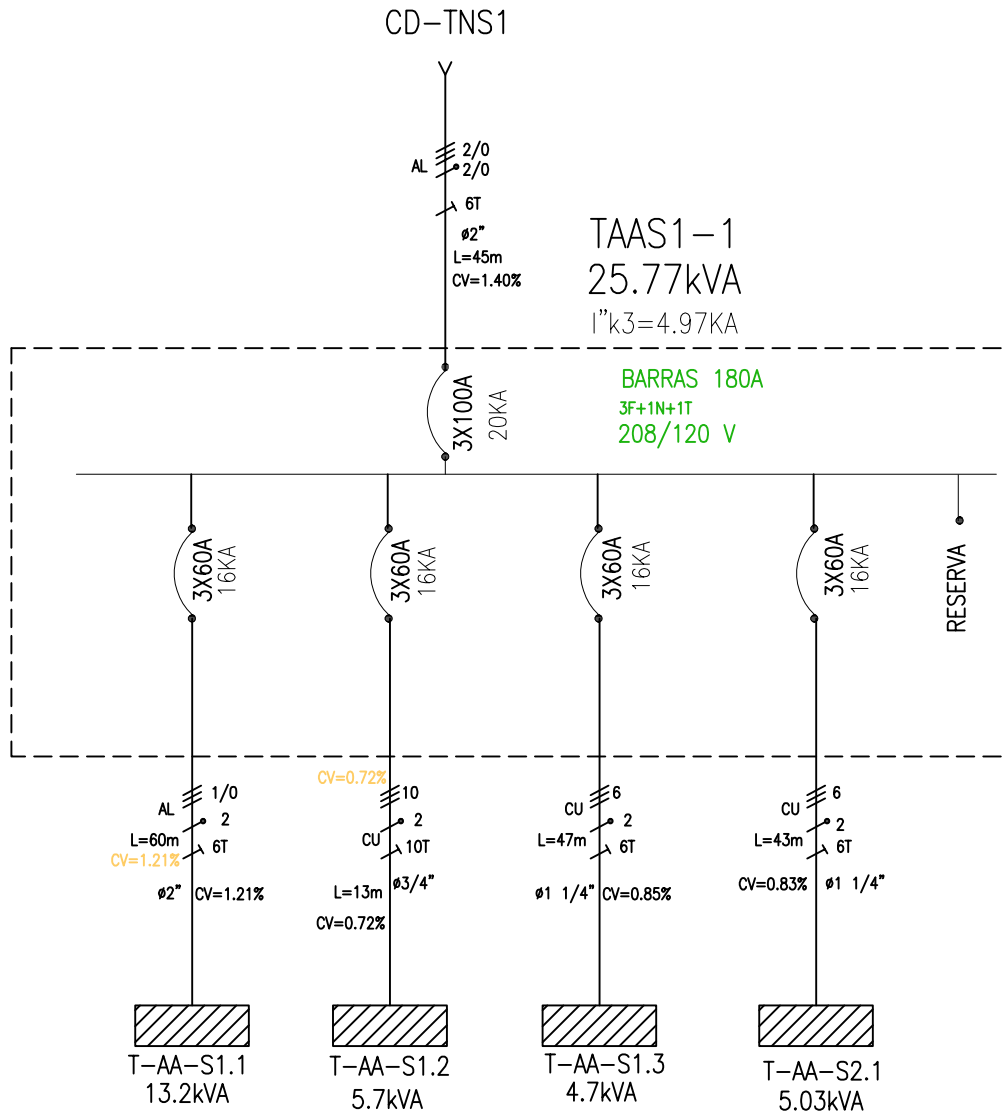 CD-TNS1
2/0
AL
2/0
6T
ø2"
L=45m
CV=1.40%
TAAS1-1
25.77kVA
I"k3=4.97KA
BARRAS 180A
3F+1N+1T
208/120 V
3X100A
20KA
3X60A
16KA
3X60A
16KA
3X60A
16KA
3X60A
16KA
RESERVA
1/0
AL
2
L=60m
6T
CV=1.21%
ø2"
CV=1.21%
CV=0.72%
10
2
CU
10T
ø3/4"
L=13m
CV=0.72%
6
CU
2
L=47m
6T
ø1 1/4"
CV=0.85%
6
CU
2
L=43m
6T
CV=0.83%
ø1 1/4"
T-AA-S1.1
13.2kVA
T-AA-S1.2
5.7kVA
T-AA-S1.3
4.7kVA
T-AA-S2.1
5.03kVA